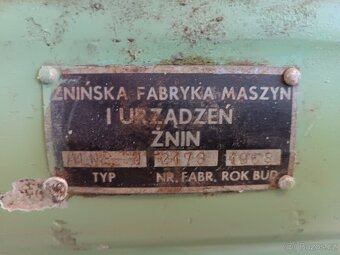 ŻNIŃSKA FABRYKA MASZYN
I URZĄDZEŃ
ŻNIN
TYP NR. FABR. ROK BUD.